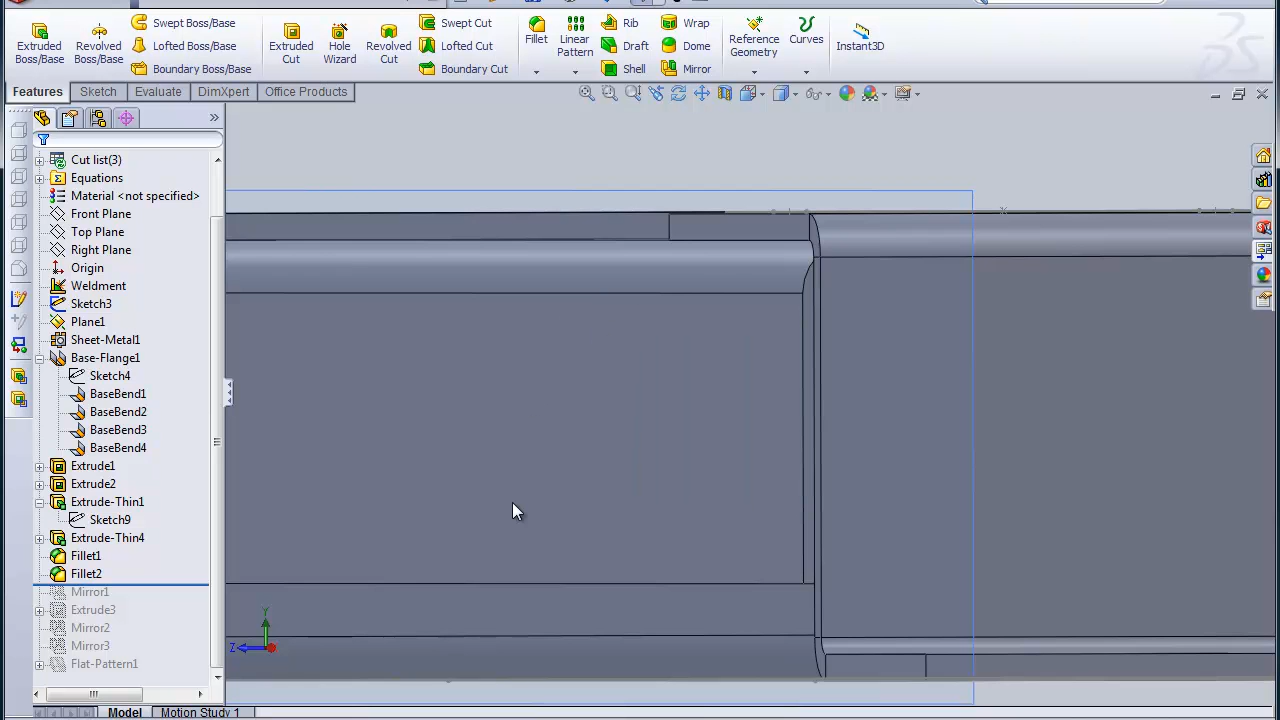 Swept Boss/Base
Lofted Boss/Base
Boundary Boss/Base
Extruded
Boss/Base
Revolved
Boss/Base
Extruded
Cut
Hole
Wizard
Revolved
Cut
Swept Cut
Lofted Cut
Boundary Cut
Fillet
Linear
Pattern
Rib
Draft
Shell
Wrap
Dome
Mirror
Reference
Geometry
Curves
Instant3D
Features
Sketch
Evaluate
DimXpert
Office Products
Cut list(3)
Equations
Material <not specified>
Front Plane
Top Plane
Right Plane
Origin
Weldment
Sketch3
Plane1
Sheet-Metal1
Base-Flange1
Sketch4
BaseBend1
BaseBend2
BaseBend3
BaseBend4
Extrude1
Extrude2
Extrude-Thin1
Sketch9
Extrude-Thin4
Fillet1
Fillet2
Mirror1
Extrude3
Mirror2
Mirror3
Flat-Pattern1
Y
Z
Model
Motion Study 1